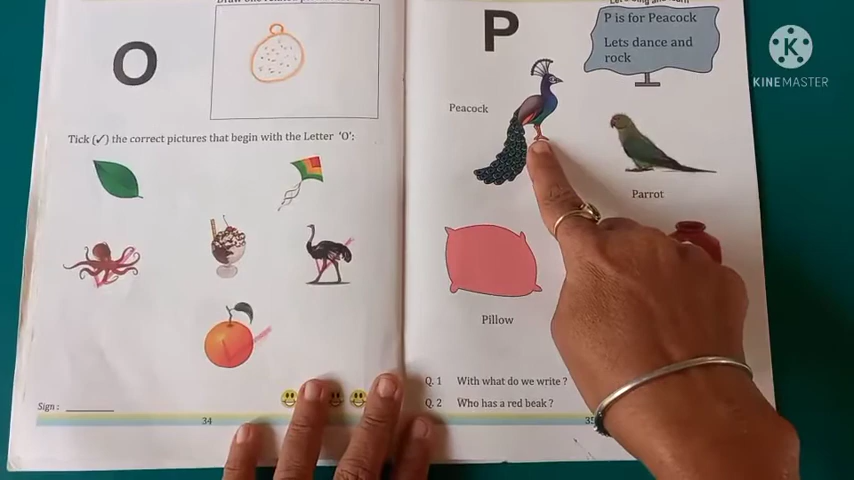 O
Tick (✓) the correct pictures that begin with the Letter 'O':
Sign :
34
P
P is for Peacock
Lets dance and
rock
Peacock
Parrot
Pillow
Q. 1 With what do we write ?
Q. 2 Who has a red beak ?
KINEMASTER